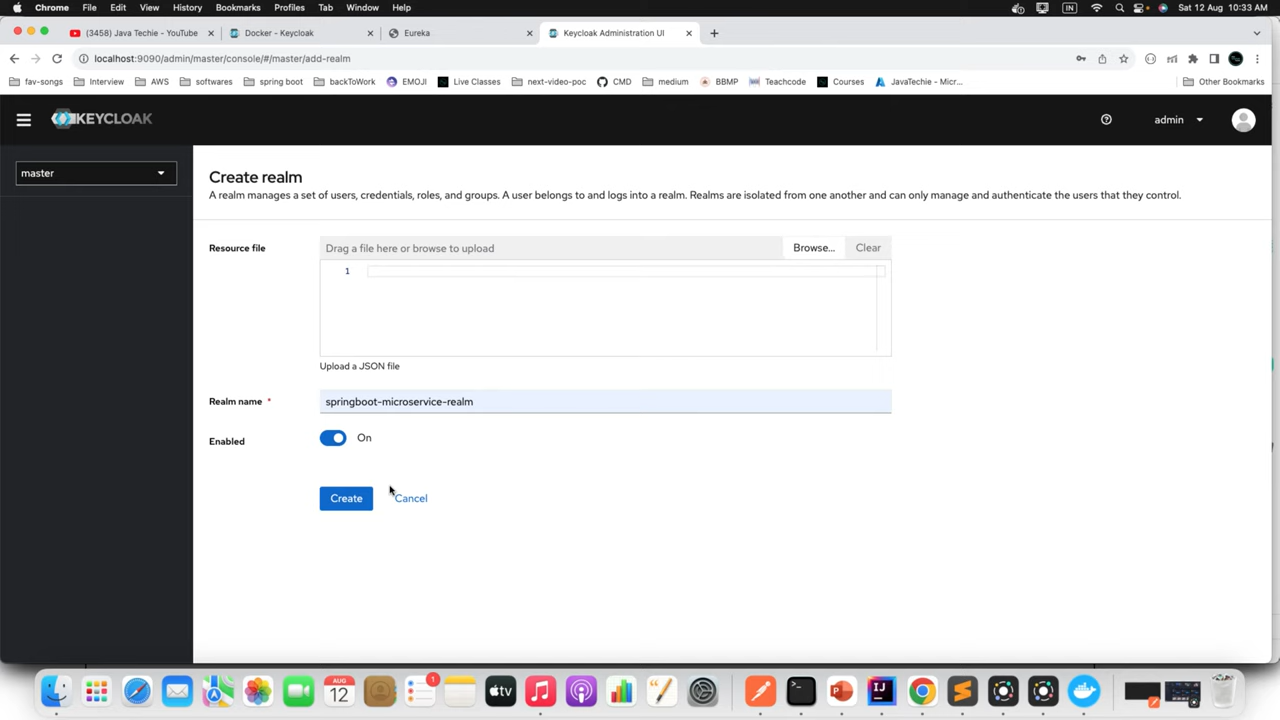 Chrome File Edit View History Bookmarks Profiles Tab Window Help IN Sat 12 Aug 10:33 AM
(3458) Java Techie - YouTube Docker - Keycloak Eureka Keycloak Administration UI
localhost:9090/admin/master/console/#/master/add-realm
fav-songs Interview AWS softwares spring boot backToWork EMOJI Live Classes next-video-poc CMD medium BBMP Teachcode Courses JavaTechie - Micr... Other Bookmarks
KEYCLOAK admin
master
Create realm
A realm manages a set of users, credentials, roles, and groups. A user belongs to and logs into a realm. Realms are isolated from one another and can only manage and authenticate the users that they control.
Resource file Drag a file here or browse to upload Browse... Clear
1
Upload a JSON file
Realm name * springboot-microservice-realm
Enabled On
Create Cancel
AUG
12
tv
1